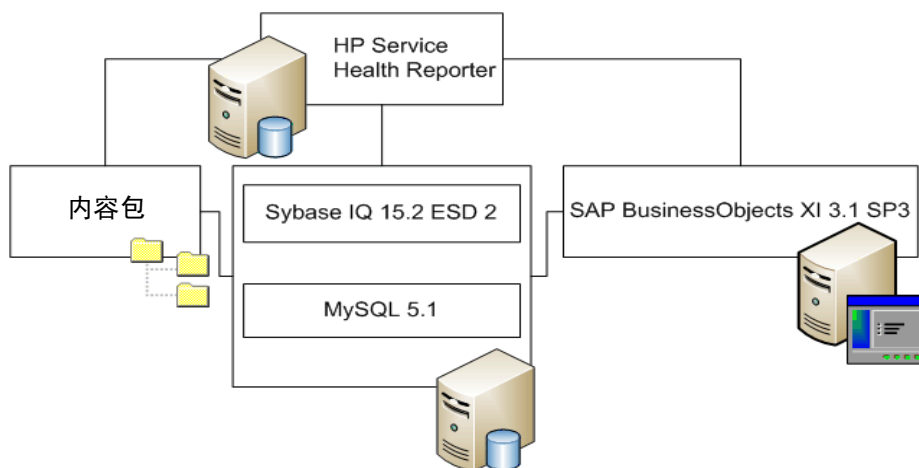 HP Service
Health Reporter
内容包
Sybase IQ 15.2 ESD 2
SAP BusinessObjects XI 3.1 SP3
MySQL 5.1